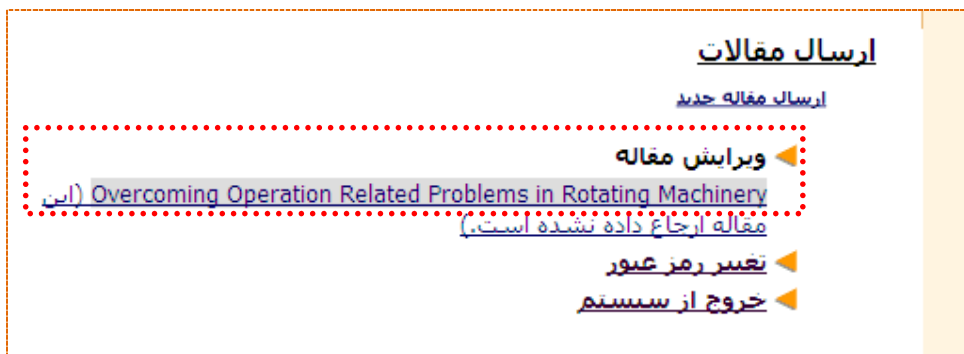 ارسال مقالات
ارسال مقاله جدید
ویرایش مقاله
Overcoming Operation Related Problems in Rotating Machinery (این
مقاله ارجاع داده نشده است.)
تغییر رمز عبور
خروج از سیستم